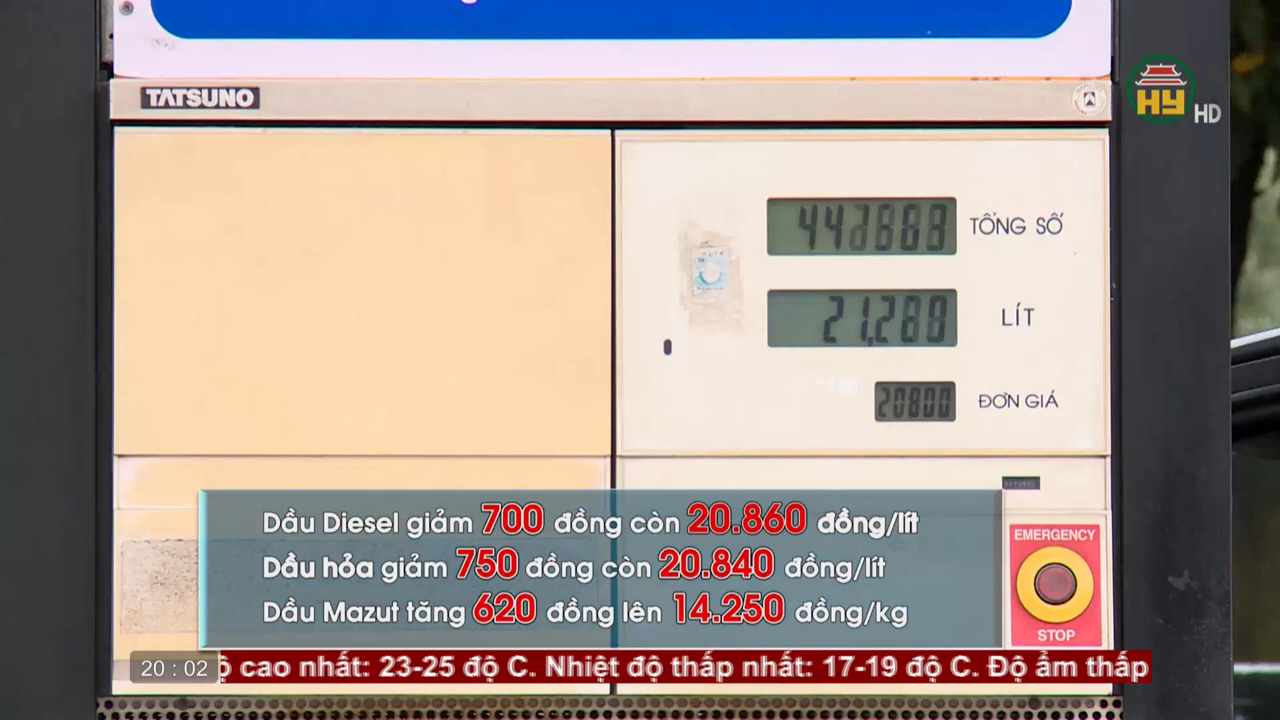 TATSUNO
HY HD
TỔNG SỐ
21,288 LÍT
20800 ĐƠN GIÁ
Dầu Diesel giảm 700 đồng còn 20.860 đồng/lít
Dầu hỏa giảm 750 đồng còn 20.840 đồng/lít
Dầu Mazut tăng 620 đồng lên 14.250 đồng/kg
EMERGENCY
STOP
20 : 02
cao nhất: 23-25 độ C. Nhiệt độ thấp nhất: 17-19 độ C. Độ ẩm thấp